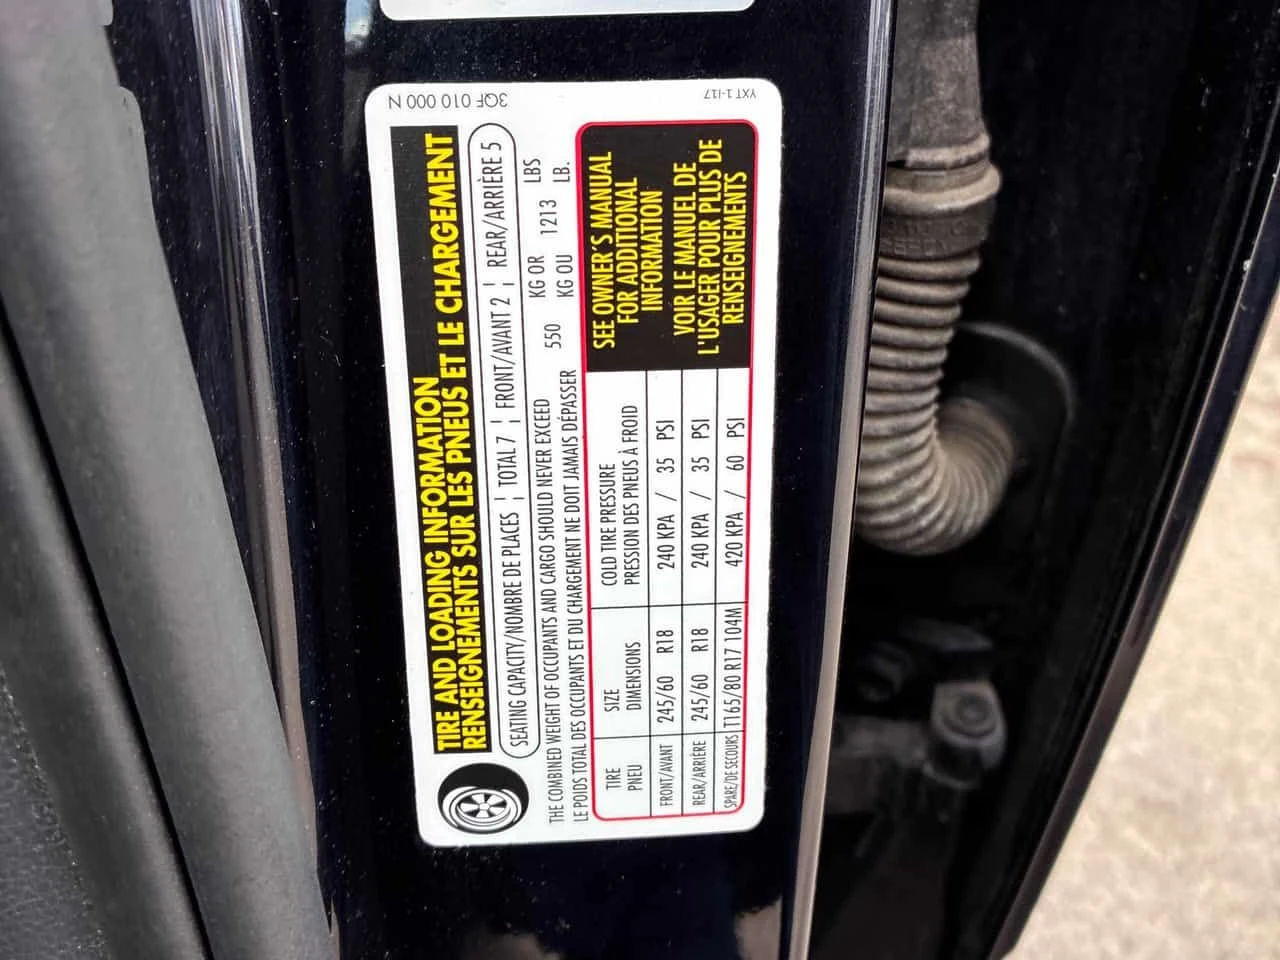 3QF 010 000 N
YXT 1-J17
TIRE AND LOADING INFORMATION
RENSEIGNEMENTS SUR LES PNEUS ET LE CHARGEMENT
SEATING CAPACITY/NOMBRE DE PLACES ¦ TOTAL 7 ¦ FRONT/AVANT 2 ¦ REAR/ARRIÈRE 5
THE COMBINED WEIGHT OF OCCUPANTS AND CARGO SHOULD NEVER EXCEED 550 KG OR 1213 LBS
LE POIDS TOTAL DES OCCUPANTS ET DU CHARGEMENT NE DOIT JAMAIS DÉPASSER KG OU LB.
TIRE SIZE COLD TIRE PRESSURE
PNEU DIMENSIONS PRESSION DES PNEUS À FROID
FRONT/AVANT 245/60 R18 240 KPA / 35 PSI
REAR/ARRIÈRE 245/60 R18 240 KPA / 35 PSI
SPARE/DE SECOURS T165/80 R17 104M 420 KPA / 60 PSI
SEE OWNER'S MANUAL
FOR ADDITIONAL
INFORMATION
VOIR LE MANUEL DE
L'USAGER POUR PLUS DE
RENSEIGNEMENTS